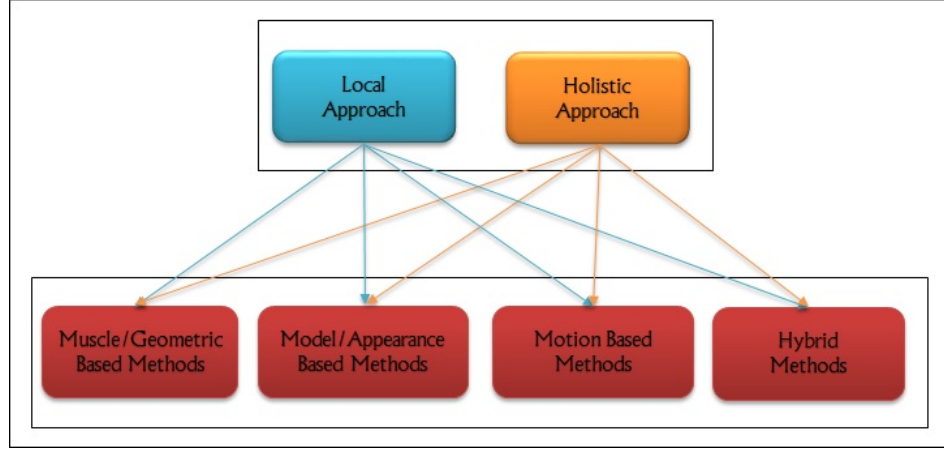 Local
Approach
Holistic
Approach
Muscle/Geometric
Based Methods
Model/Appearance
Based Methods
Motion Based
Methods
Hybrid
Methods